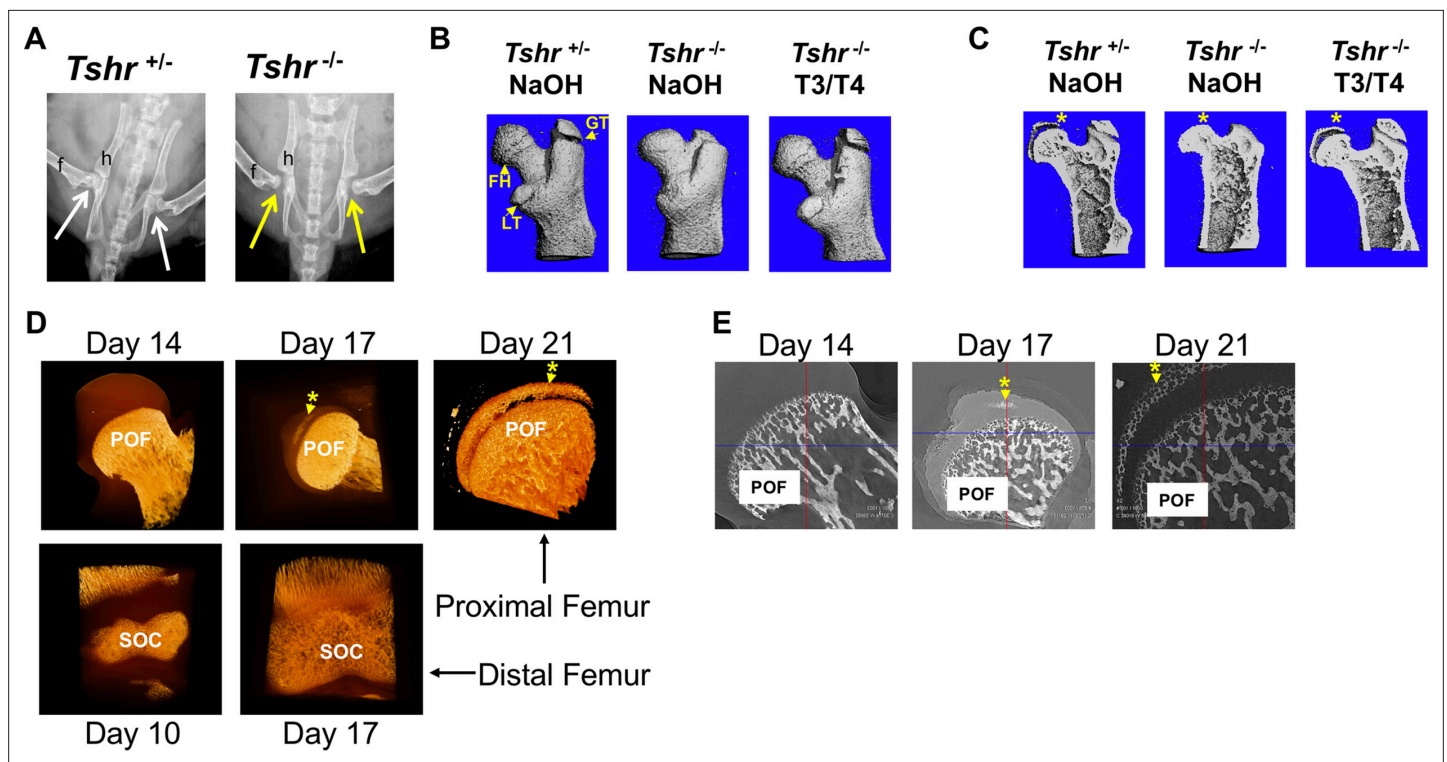 A
Tshr +/-
Tshr -/-
f
h
f
h
B
Tshr +/-
NaOH
Tshr -/-
NaOH
Tshr -/-
T3/T4
GT
FH
LT
C
Tshr +/-
NaOH
Tshr -/-
NaOH
Tshr -/-
T3/T4
*
*
*
D
Day 14
Day 17
Day 21
POF
*
POF
*
POF
Proximal Femur
SOC
SOC
Distal Femur
Day 10
Day 17
E
Day 14
Day 17
Day 21
POF
*
POF
*
POF